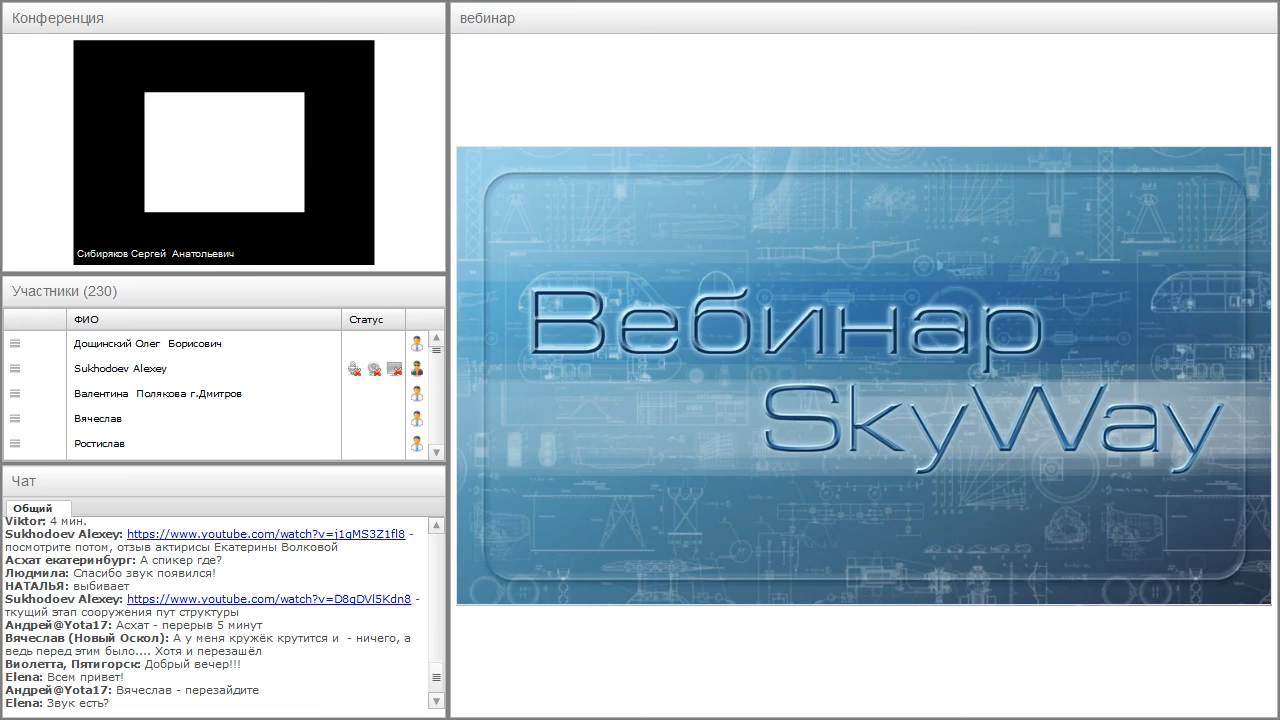 Конференция
Сибиряков Сергей  Анатольевич
Участники (230)
ФИО
Статус
Дощинский Олег  Борисович
Sukhodoev Alexey
Валентина  Полякова г.Дмитров
Вячеслав
Ростислав
Чат
Общий
Viktor: 4 мин.
Sukhodoev Alexey: https://www.youtube.com/watch?v=j1gMS3Z1fl8 -
посмотрите потом, отзыв актирисы Екатерины Волковой
Асхат екатеринбург: А спикер где?
Людмила: Спасибо звук появился!
НАТАЛЬЯ: выбивает
Sukhodoev Alexey: https://www.youtube.com/watch?v=D8gDVl5Kdn8 -
ткущий этап сооружения пут структуры
Андрей@Yota17: Асхат - перерыв 5 минут
Вячеслав (Новый Оскол): А у меня кружёк крутится и  - ничего, а
ведь перед этим было.... Хотя и перезашёл
Виолетта, Пятигорск: Добрый вечер!!!
Elena: Всем привет!
Андрей@Yota17: Вячеслав - перезайдите
Elena: Звук есть?
вебинар
Вебинар
SkyWay